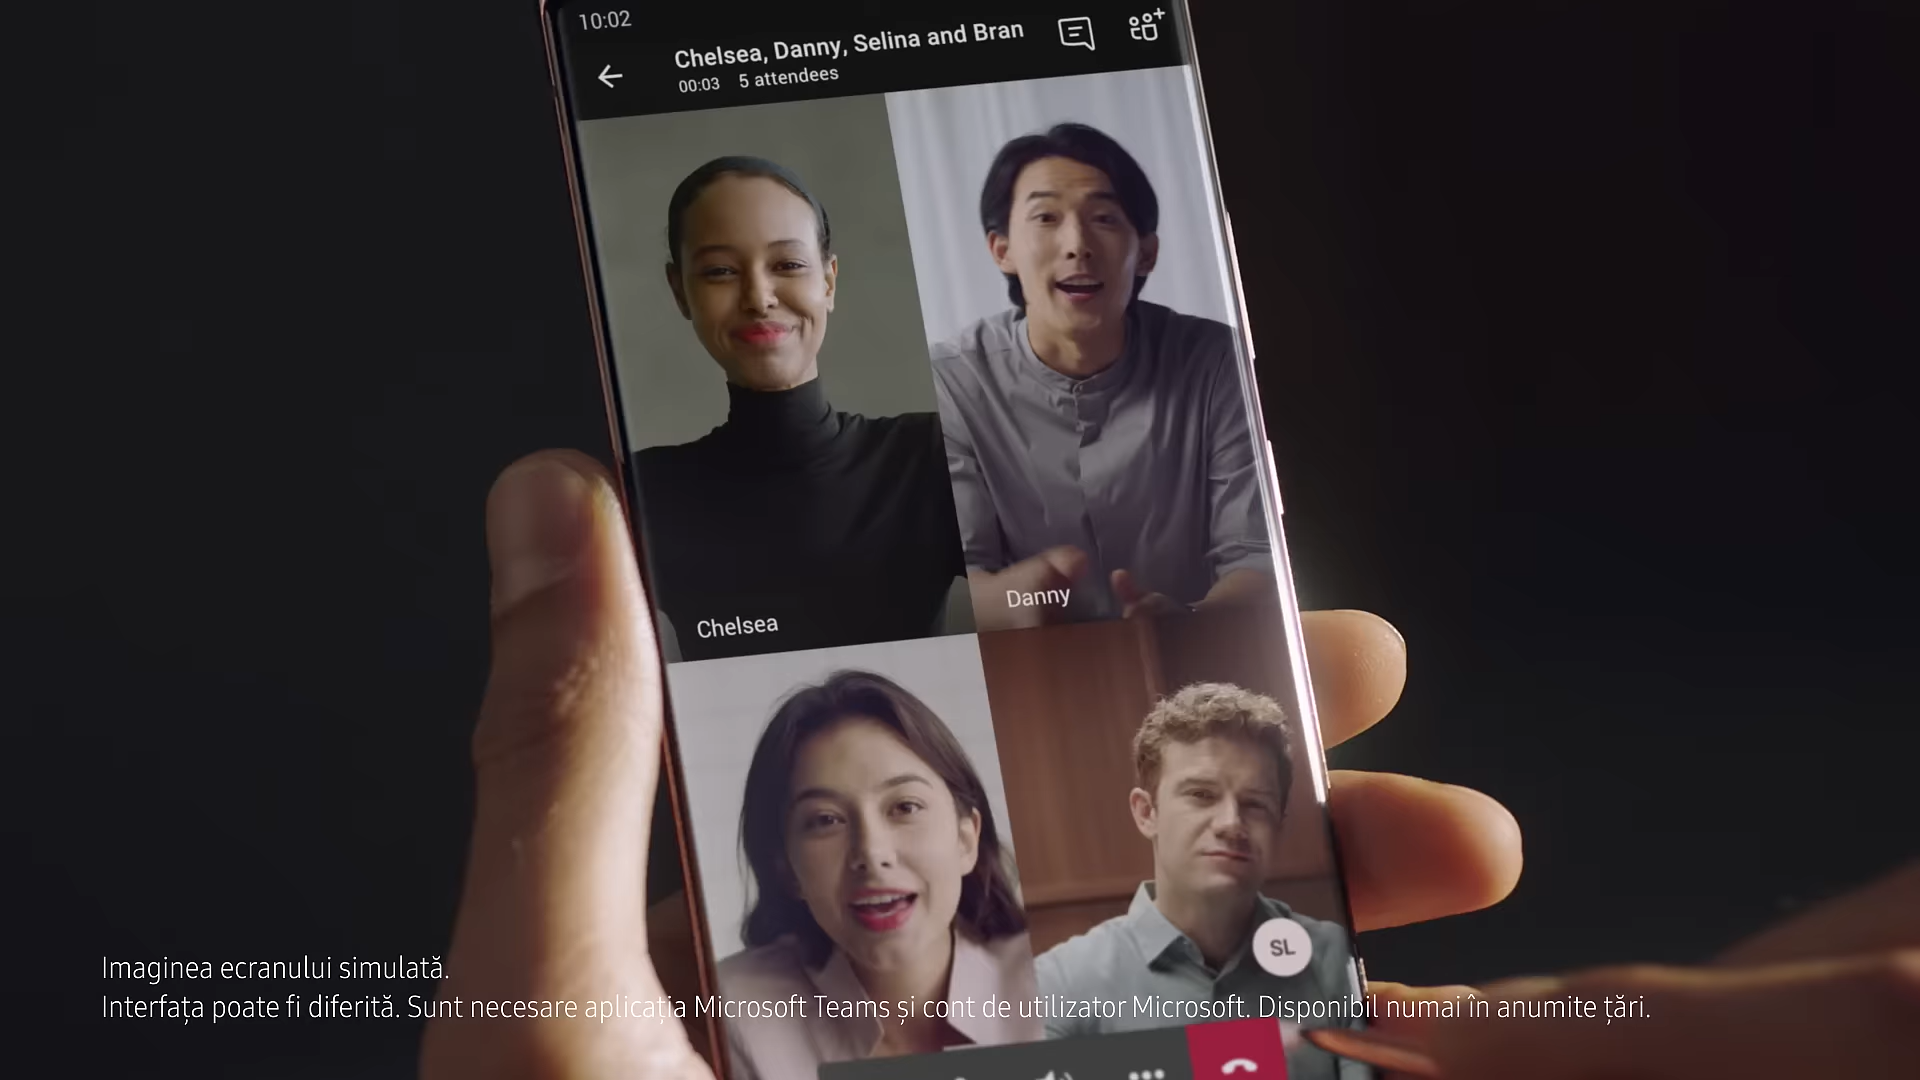 10:02
Chelsea, Danny, Selina and Bran
00:03 5 attendees
Chelsea
Danny
SL
Imaginea ecranului simulată.
Interfața poate fi diferită. Sunt necesare aplicația Microsoft Teams și cont de utilizator Microsoft. Disponibil numai în anumite țări.